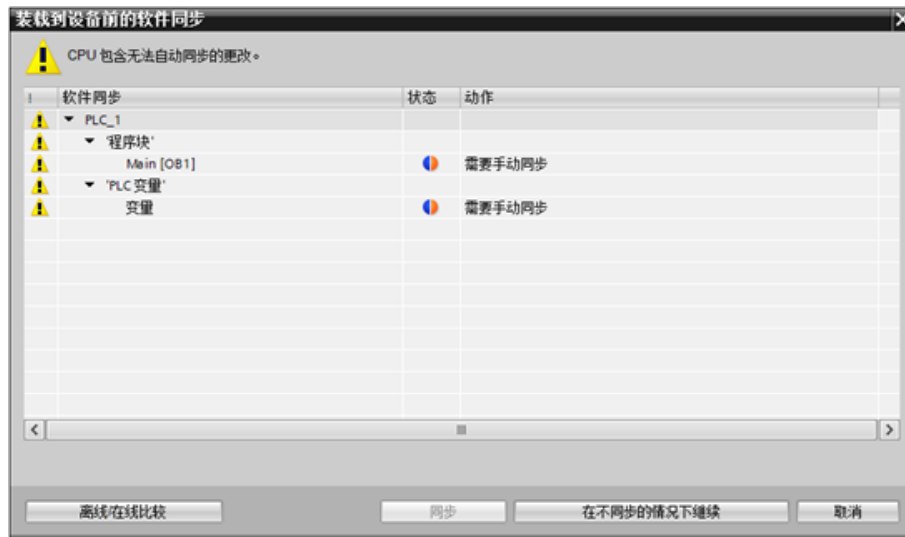 装载到设备前的软件同步
CPU 包含无法自动同步的更改。
! 软件同步 状态 动作
PLC_1
'程序块'
Main [OB1] 需要手动同步
'PLC 变量'
变量 需要手动同步
离线/在线比较 同步 在不同步的情况下继续 取消